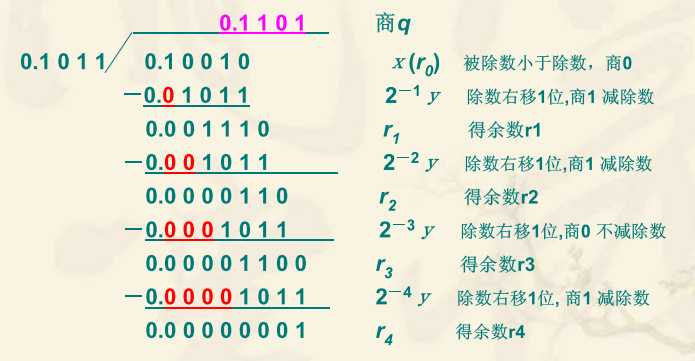 0.1 1 0 1 商q
0.1 0 1 1 0.1 0 0 1 0 x(r0) 被除数小于除数，商0
－0.0 1 0 1 1 2－1 y 除数右移1位,商1 减除数
0.0 0 1 1 1 0 r1 得余数r1
－0.0 0 1 0 1 1 2－2 y 除数右移1位,商1 减除数
0.0 0 0 0 1 1 0 r2 得余数r2
－0.0 0 0 1 0 1 1 2－3 y 除数右移1位,商0 不减除数
0.0 0 0 0 1 1 0 0 r3 得余数r3
－0.0 0 0 0 1 0 1 1 2－4 y 除数右移1位, 商1 减除数
0.0 0 0 0 0 0 0 1 r4 得余数r4